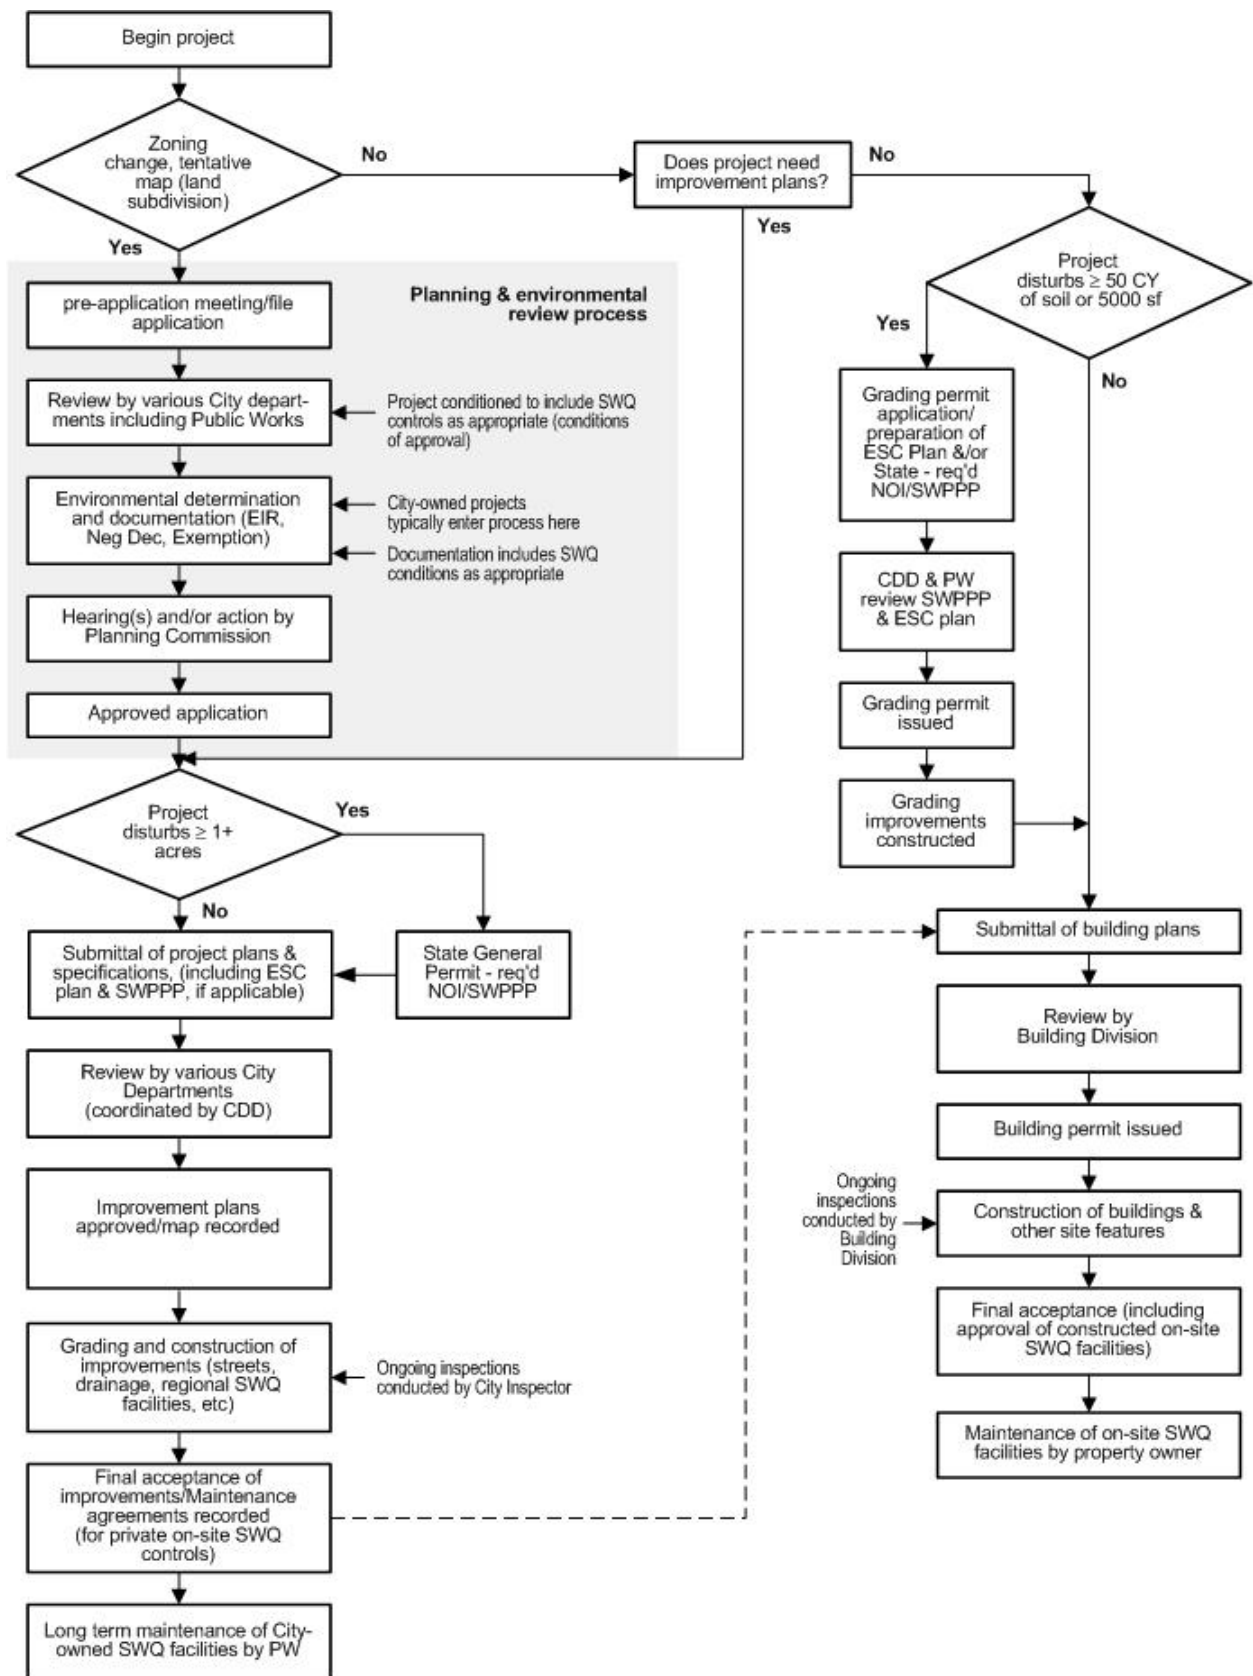 Begin project
Zoning
change, tentative
map (land
subdivision)
No
Does project need
improvement plans?
No
Yes
Yes
Project
disturbs ≥ 50 CY
of soil or 5000 sf
Yes
No
Planning & environmental
review process
pre-application meeting/file
application
Review by various City depart-
ments including Public Works
Project conditioned to include SWQ
controls as appropriate (conditions
of approval)
Environmental determination
and documentation (EIR,
Neg Dec, Exemption)
City-owned projects
typically enter process here
Documentation includes SWQ
conditions as appropriate
Hearing(s) and/or action by
Planning Commission
Approved application
Grading permit
application/
preparation of
ESC Plan &/or
State - req'd
NOI/SWPPP
CDD & PW
review SWPPP
& ESC plan
Grading permit
issued
Grading
improvements
constructed
Project
disturbs ≥ 1+
acres
Yes
No
Submittal of project plans &
specifications, (including ESC
plan & SWPPP, if applicable)
State General
Permit - req'd
NOI/SWPPP
Review by various City
Departments
(coordinated by CDD)
Improvement plans
approved/map recorded
Grading and construction of
improvements (streets,
drainage, regional SWQ
facilities, etc)
Ongoing inspections
conducted by City Inspector
Final acceptance of
improvements/Maintenance
agreements recorded
(for private on-site SWQ
controls)
Long term maintenance of City-
owned SWQ facilities by PW
Submittal of building plans
Review by
Building Division
Building permit issued
Ongoing
inspections
conducted by
Building
Division
Construction of buildings &
other site features
Final acceptance (including
approval of constructed on-site
SWQ facilities)
Maintenance of on-site SWQ
facilities by property owner